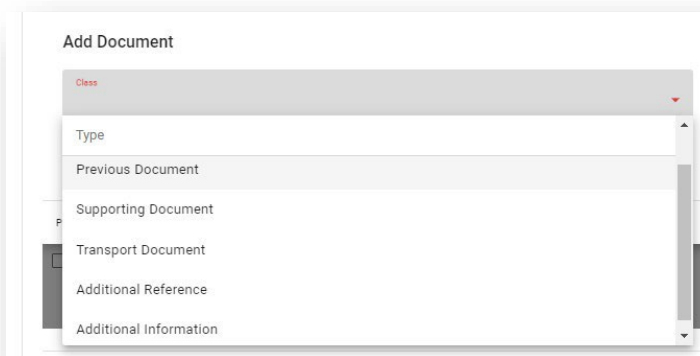 Add Document
Class
Type
Previous Document
Supporting Document
P
Transport Document
Additional Reference
Additional Information